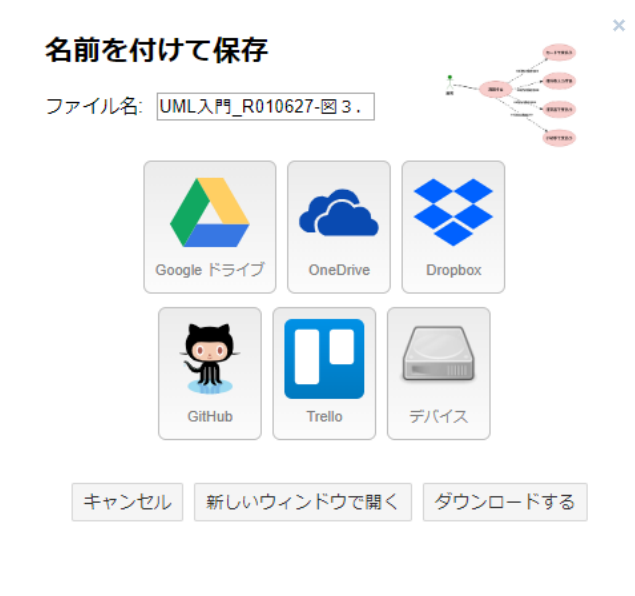 名前を付けて保存
ファイル名: UML入門_R010627-図３.
Google ドライブ
OneDrive
Dropbox
GitHub
Trello
デバイス
キャンセル
新しいウィンドウで開く
ダウンロードする